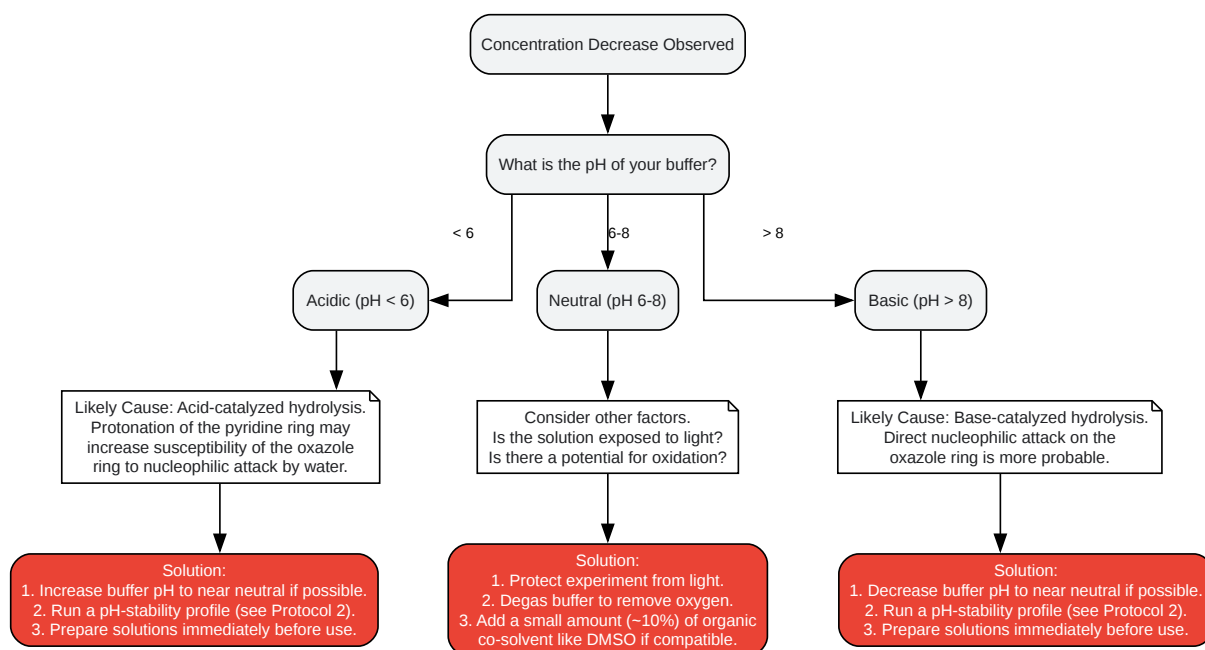 Concentration Decrease Observed
What is the pH of your buffer?
< 6
6-8
> 8
Acidic (pH < 6)
Neutral (pH 6-8)
Basic (pH > 8)
Likely Cause: Acid-catalyzed hydrolysis.
Protonation of the pyridine ring may
increase susceptibility of the oxazole
ring to nucleophilic attack by water.
Consider other factors.
Is the solution exposed to light?
Is there a potential for oxidation?
Likely Cause: Base-catalyzed hydrolysis.
Direct nucleophilic attack on the
oxazole ring is more probable.
Solution:
1. Increase buffer pH to near neutral if possible.
2. Run a pH-stability profile (see Protocol 2).
3. Prepare solutions immediately before use.
Solution:
1. Protect experiment from light.
2. Degas buffer to remove oxygen.
3. Add a small amount (~10%) of organic
co-solvent like DMSO if compatible.
Solution:
1. Decrease buffer pH to near neutral if possible.
2. Run a pH-stability profile (see Protocol 2).
3. Prepare solutions immediately before use.